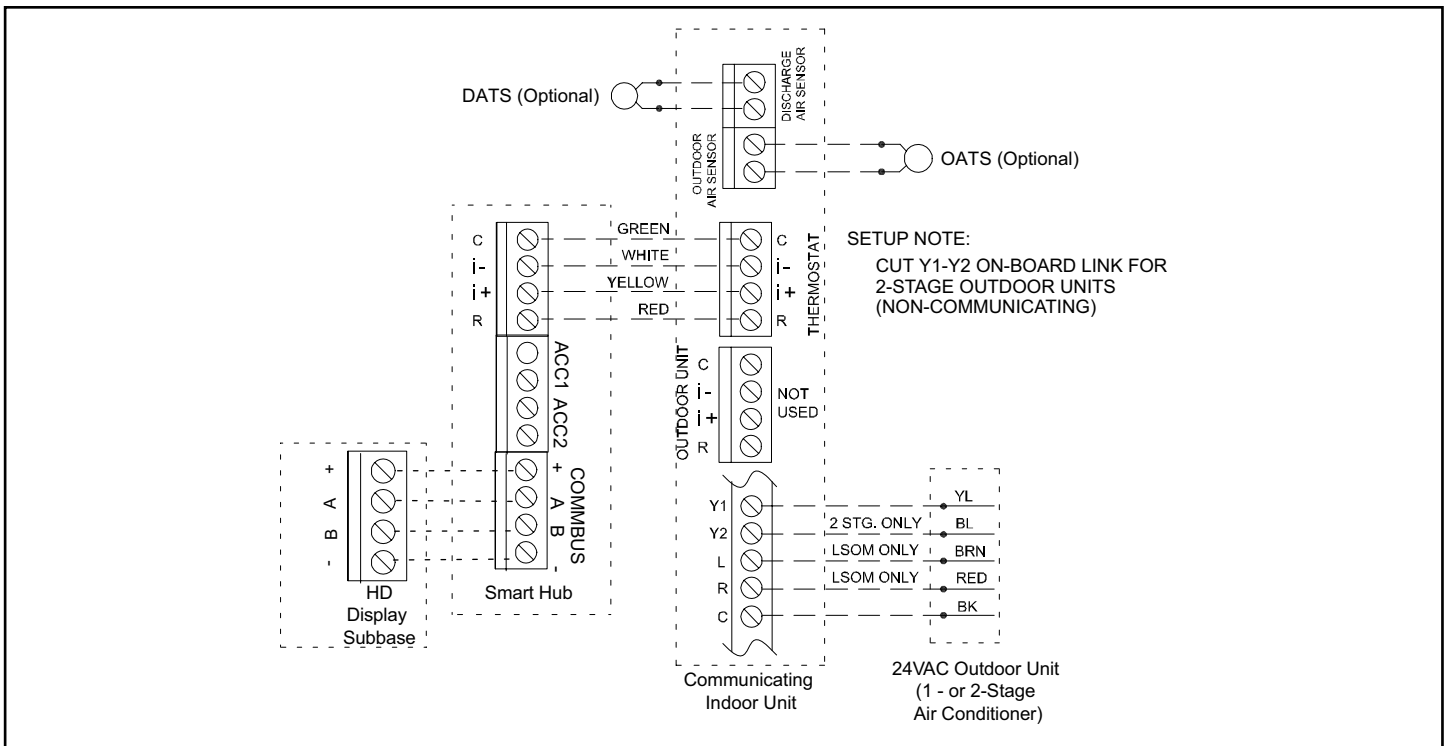 DATS (Optional)
DISCHARGE
AIR SENSOR
OUTDOOR
AIR SENSOR
OATS (Optional)
C
i-
i+
R
GREEN
WHITE
YELLOW
RED
C
i-
i+
R
THERMOSTAT
SETUP NOTE:
CUT Y1-Y2 ON-BOARD LINK FOR
2-STAGE OUTDOOR UNITS
(NON-COMMUNICATING)
ACC1 ACC2
OUTDOOR UNIT
C
i-
i+
R
NOT
USED
+
A
B
-
+
A
B
-
COMMBUS
HD
Display
Subbase
Smart Hub
Y1
Y2
L
R
C
2 STG. ONLY
LSOM ONLY
LSOM ONLY
YL
BL
BRN
RED
BK
Communicating
Indoor Unit
24VAC Outdoor Unit
(1 - or 2-Stage
Air Conditioner)